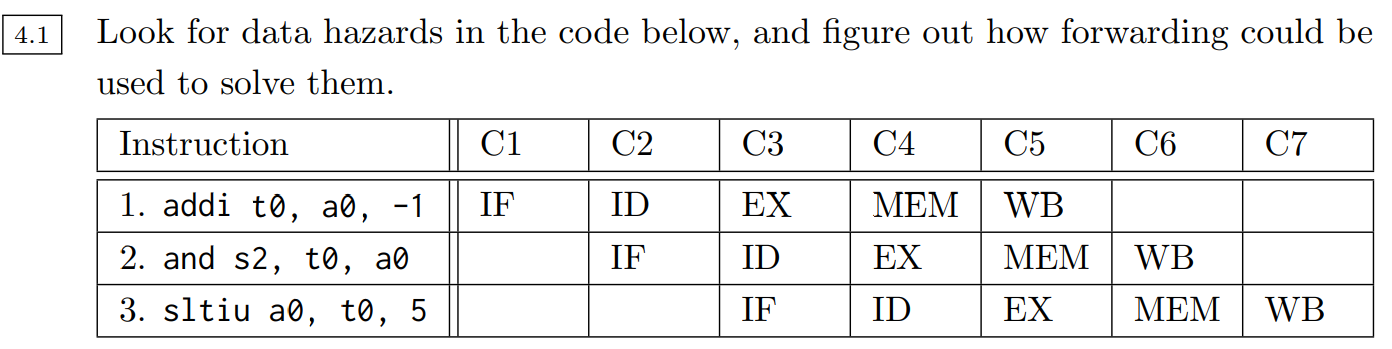 4.1 Look for data hazards in the code below, and figure out how forwarding could be
used to solve them.
Instruction C1 C2 C3 C4 C5 C6 C7
1. addi t0, a0, -1 IF ID EX MEM WB
2. and s2, t0, a0 IF ID EX MEM WB
3. sltiu a0, t0, 5 IF ID EX MEM WB